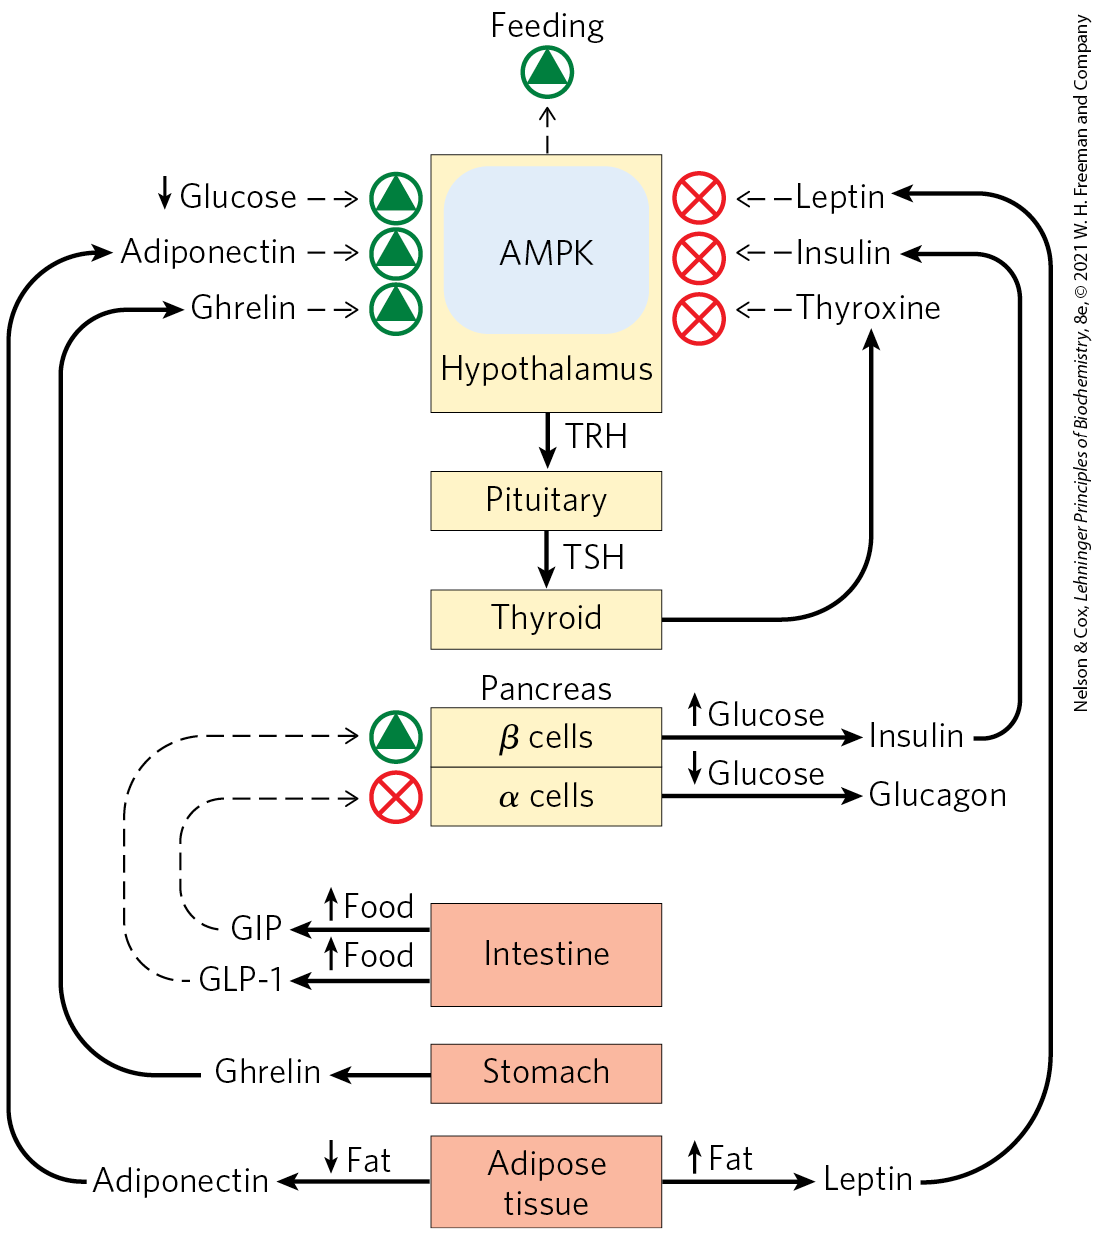 Feeding
↓ Glucose
Adiponectin
Ghrelin
AMPK
Hypothalamus
Leptin
Insulin
Thyroxine
TRH
Pituitary
TSH
Thyroid
Pancreas
β cells
α cells
↑ Glucose
Insulin
↓ Glucose
Glucagon
↑ Food
GIP
↑ Food
GLP-1
Intestine
Ghrelin
Stomach
↓ Fat
Adiponectin
Adipose
tissue
↑ Fat
Leptin
Nelson & Cox, Lehninger Principles of Biochemistry, 8e, © 2021 W. H. Freeman and Company